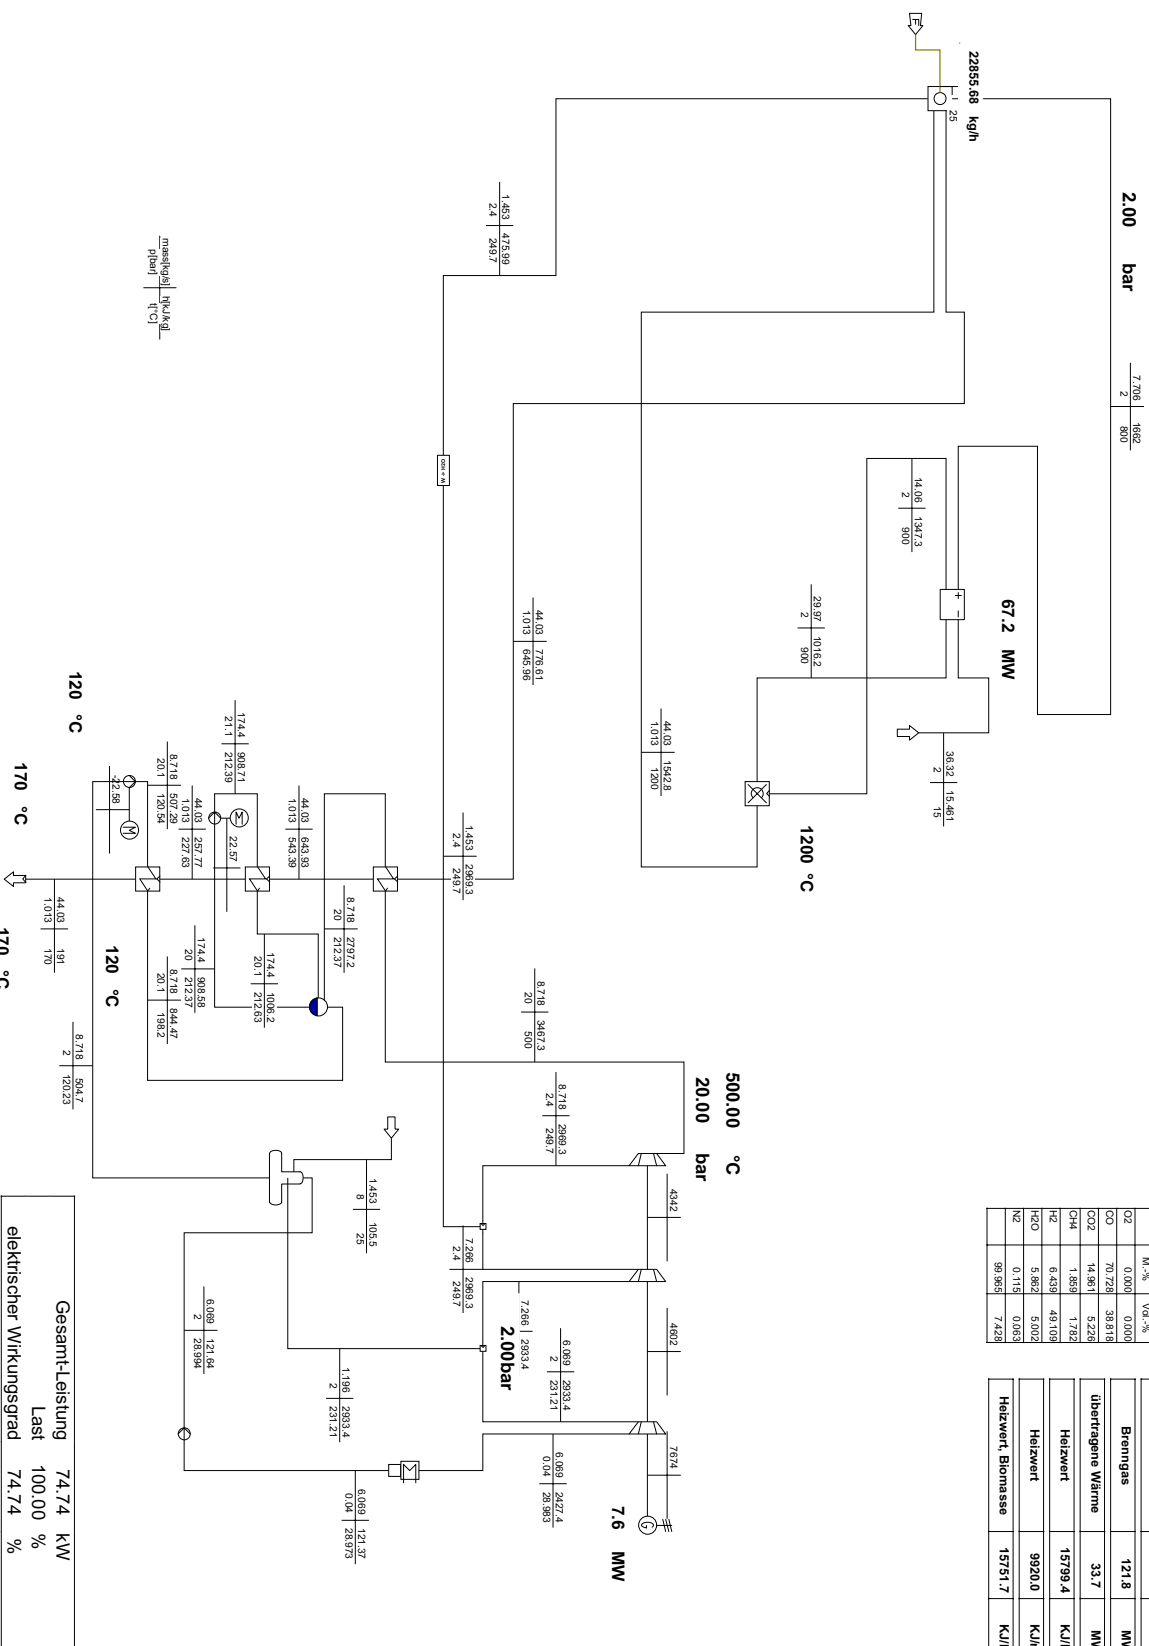 F
22855.68 kg/h
25
2.00 bar
7.706 1662
2 800
1.453 475.99
2.4 249.7
mass[kg/s] h[kJ/kg]
p[bar] t[°C]
14.06 1347.3
2 900
+ -
67.2 MW
29.97 1016.2
2 900
36.32 15.461
2 15
44.03 776.61
1.013 645.96
44.03 1542.8
1.013 1200
1200 °C
120 °C
170 °C
174.4 908.71
21.1 212.39
8.718 507.29
20.1 120.54
-22.58
M
44.03 257.77
1.013 227.63
M
22.57
44.03 643.93
1.013 543.39
1.453 2969.3
2.4 249.7
8.718 2797.2
20 212.37
174.4 1006.2
20.1 212.63
174.4 908.58
20 212.37
8.718 844.47
20.1 198.2
120 °C
44.03 191
1.013 170
170 °C
8.718 504.7
2 120.23
8.718 3467.3
20 500
500.00 °C
20.00 bar
8.718 2969.3
2.4 249.7
1.453 105.5
8 25
4342
7.266 2969.3
2.4 249.7
7.266 2933.4
2.00bar
4602
6.069 2933.4
2 231.21
1.196 2933.4
2 231.21
6.069 121.64
2 28.994
7674
6.069 2427.4
0.04 28.983
G
7.6 MW
6.069 121.37
0.04 28.973
M.-% Vol.-%
O2 0.000 0.000
CO 70.728 38.818
CO2 14.961 5.226
CH4 1.859 1.782
H2 6.439 49.109
H2O 5.862 5.002
N2 0.115 0.063
99.965 7.428
Brenngas 121.8
übertragene Wärme 33.7
Heizwert 15799.4
Heizwert 9920.0
Heizwert, Biomasse 15751.7
Gesamt-Leistung 74.74 kW
Last 100.00 %
elektrischer Wirkungsgrad 74.74 %